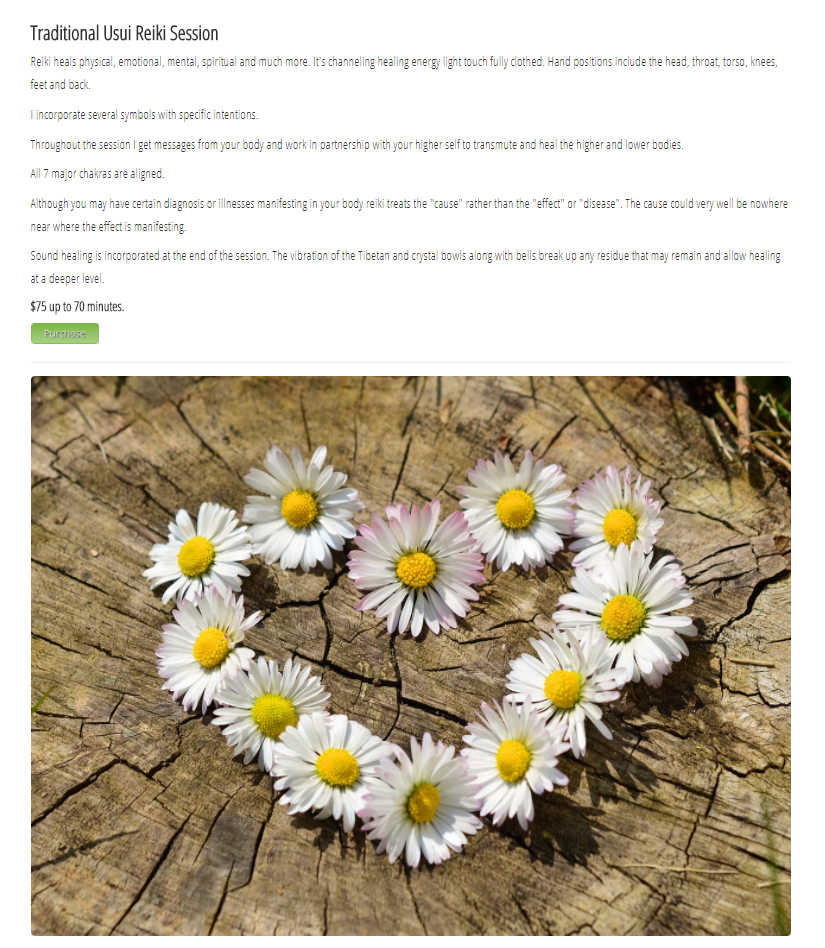 Traditional Usui Reiki Session
Reiki heals physical, emotional, mental, spiritual and much more. It's channeling healing energy light touch fully clothed. Hand positions include the head, throat, torso, knees,
feet and back.
I incorporate several symbols with specific intentions.
Throughout the session I get messages from your body and work in partnership with your higher self to transmute and heal the higher and lower bodies.
All 7 major chakras are aligned.
Although you may have certain diagnosis or illnesses manifesting in your body reiki treats the "cause" rather than the "effect" or "disease". The cause could very well be nowhere
near where the effect is manifesting.
Sound healing is incorporated at the end of the session. The vibration of the Tibetan and crystal bowls along with bells break up any residue that may remain and allow healing
at a deeper level.
$75 up to 70 minutes.
Purchase